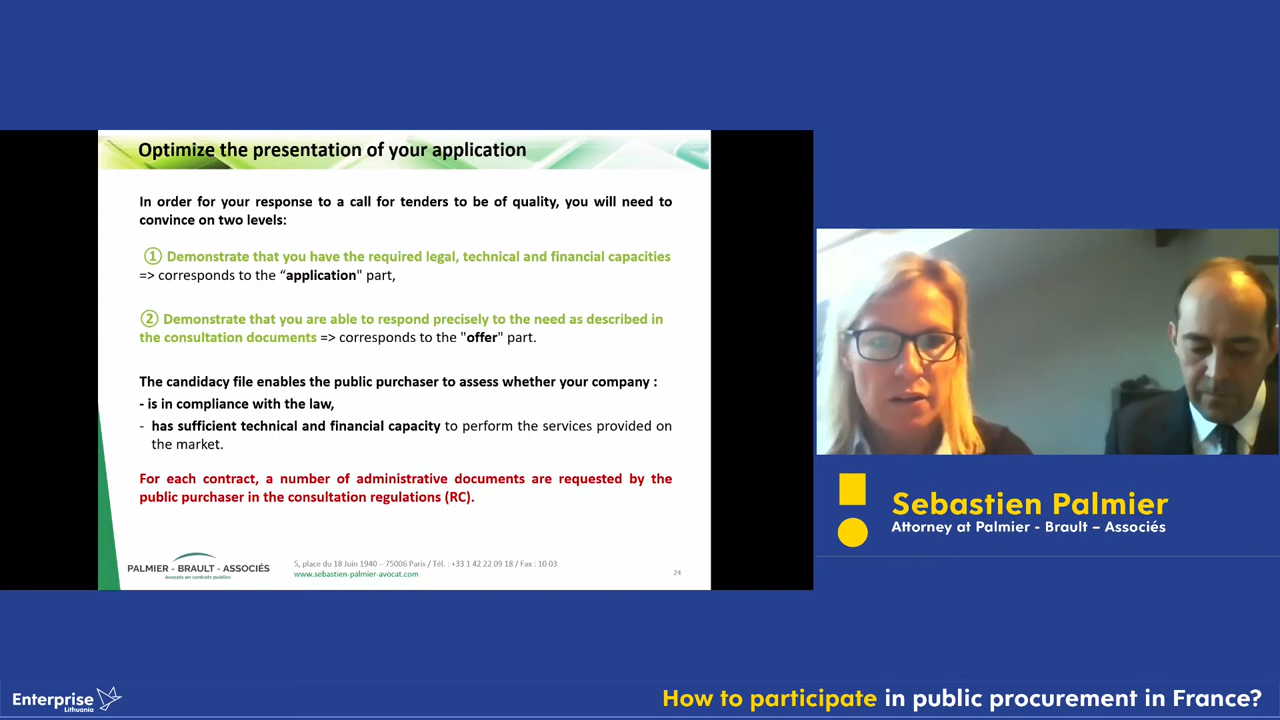 Optimize the presentation of your application
In order for your response to a call for tenders to be of quality, you will need to
convince on two levels:
① Demonstrate that you have the required legal, technical and financial capacities
=> corresponds to the “application" part,
② Demonstrate that you are able to respond precisely to the need as described in
the consultation documents => corresponds to the "offer" part.
The candidacy file enables the public purchaser to assess whether your company :
- is in compliance with the law,
- has sufficient technical and financial capacity to perform the services provided on
the market.
For each contract, a number of administrative documents are requested by the
public purchaser in the consultation regulations (RC).
PALMIER - BRAULT - ASSOCIÉS
Avocats en contrats publics
5, place du 18 Juin 1940 – 75006 Paris / Tél. : +33 1 42 22 09 18 / Fax : 10 03
www.sebastien-palmier-avocat.com
24
Sebastien Palmier
Attorney at Palmier - Brault – Associés
Enterprise
Lithuania
How to participate in public procurement in France?